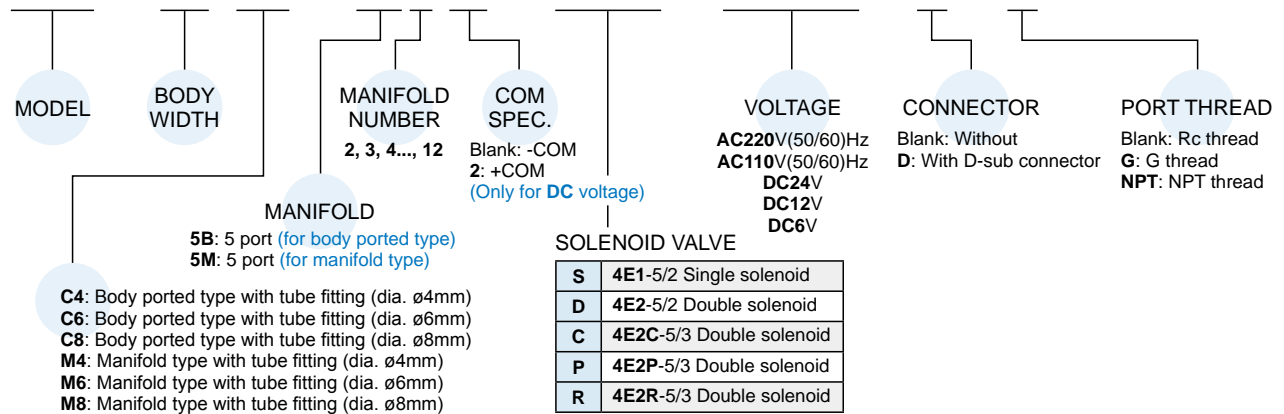 MODEL
BODY
WIDTH
MANIFOLD
NUMBER
2, 3, 4..., 12
COM
SPEC.
Blank: -COM
2: +COM
(Only for DC voltage)
VOLTAGE
AC220V(50/60)Hz
AC110V(50/60)Hz
DC24V
DC12V
DC6V
CONNECTOR
Blank: Without
D: With D-sub connector
PORT THREAD
Blank: Rc thread
G: G thread
NPT: NPT thread
MANIFOLD
5B: 5 port (for body ported type)
5M: 5 port (for manifold type)
C4: Body ported type with tube fitting (dia. ø4mm)
C6: Body ported type with tube fitting (dia. ø6mm)
C8: Body ported type with tube fitting (dia. ø8mm)
M4: Manifold type with tube fitting (dia. ø4mm)
M6: Manifold type with tube fitting (dia. ø6mm)
M8: Manifold type with tube fitting (dia. ø8mm)
SOLENOID VALVE
S 4E1-5/2 Single solenoid
D 4E2-5/2 Double solenoid
C 4E2C-5/3 Double solenoid
P 4E2P-5/3 Double solenoid
R 4E2R-5/3 Double solenoid